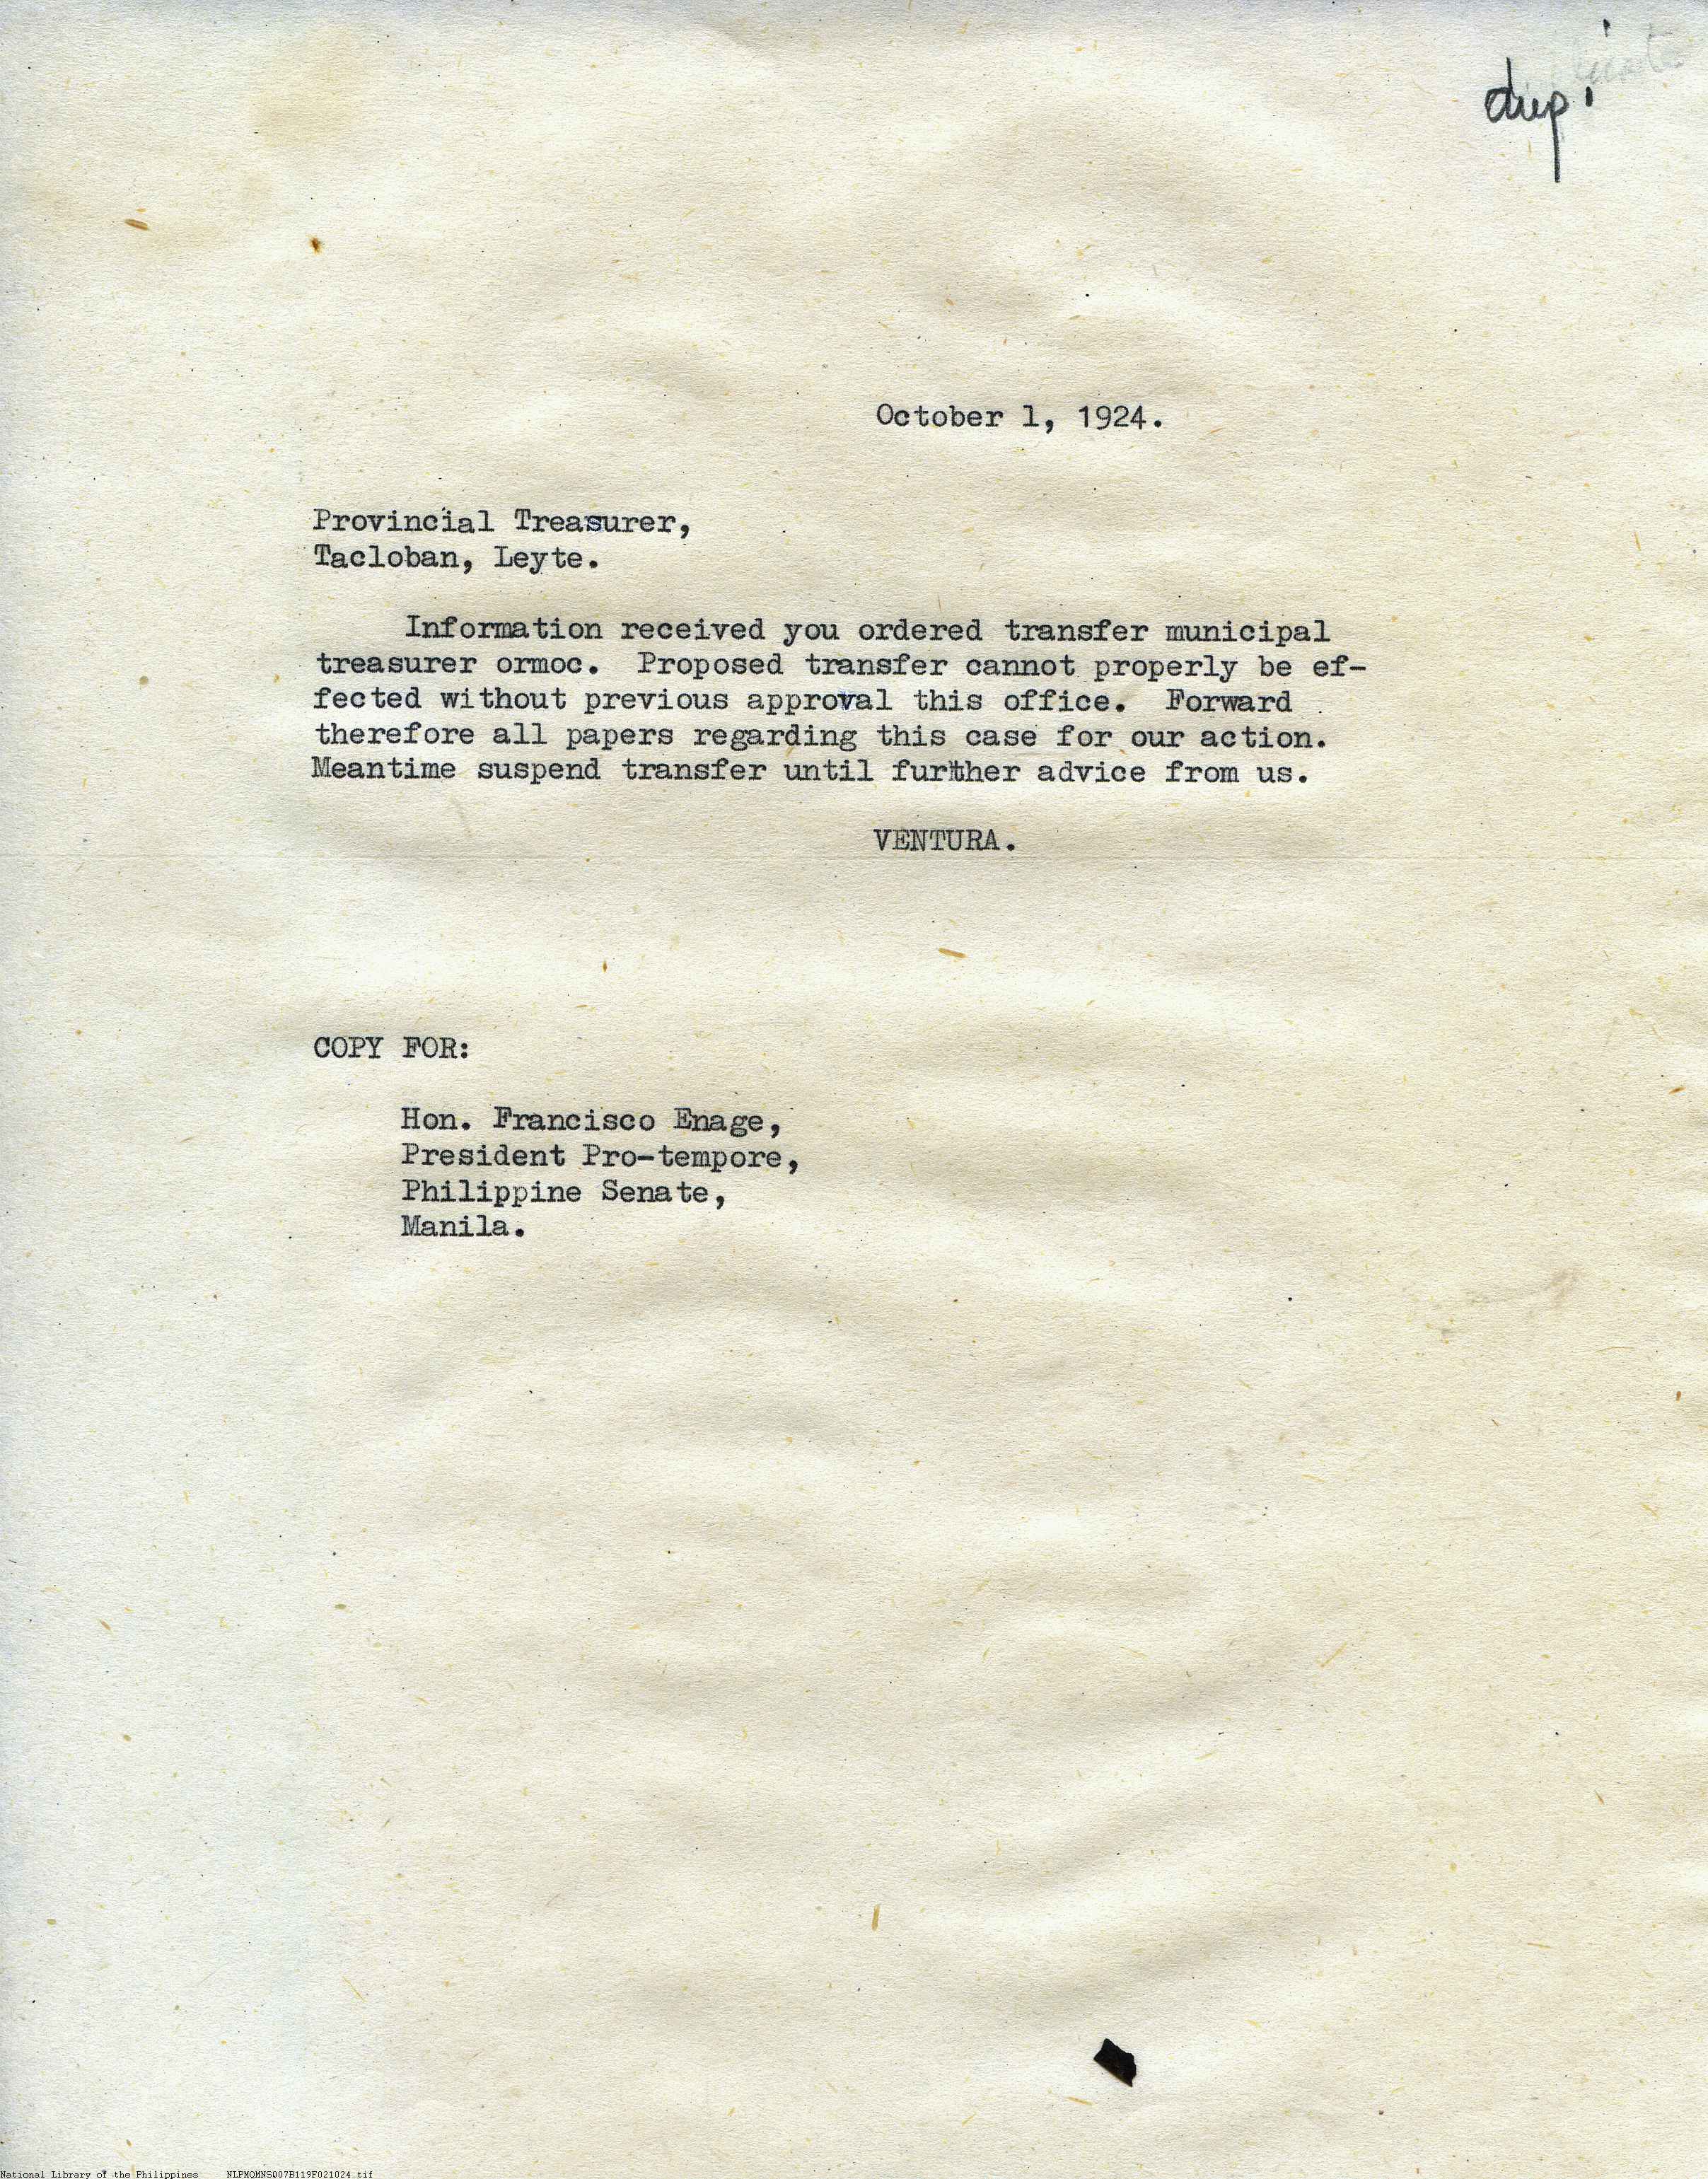 dup.
October 1, 1924.
Provincial Treasurer,
Tacloban, Leyte.
Information received you ordered transfer municipal
treasurer ormoc. Proposed transfer cannot properly be ef-
fected without previous approval this office. Forward
therefore all papers regarding this case for our action.
Meantime suspend transfer until further advice from us.
VENTURA.
COPY FOR:
Hon. Francisco Enage,
President Pro-tempore,
Philippine Senate,
Manila.
National Library of the Philippines NLPMQMNS007B119F021024.tif